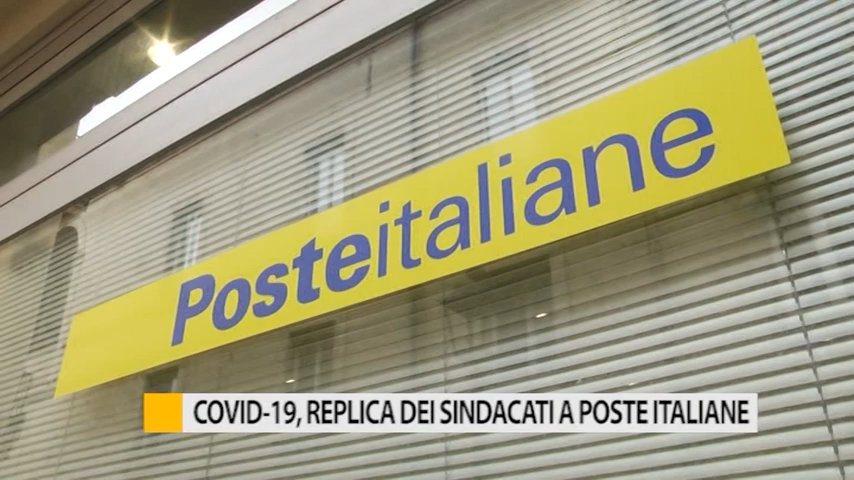 Posteitaliane
COVID-19, REPLICA DEI SINDACATI A POSTE ITALIANE